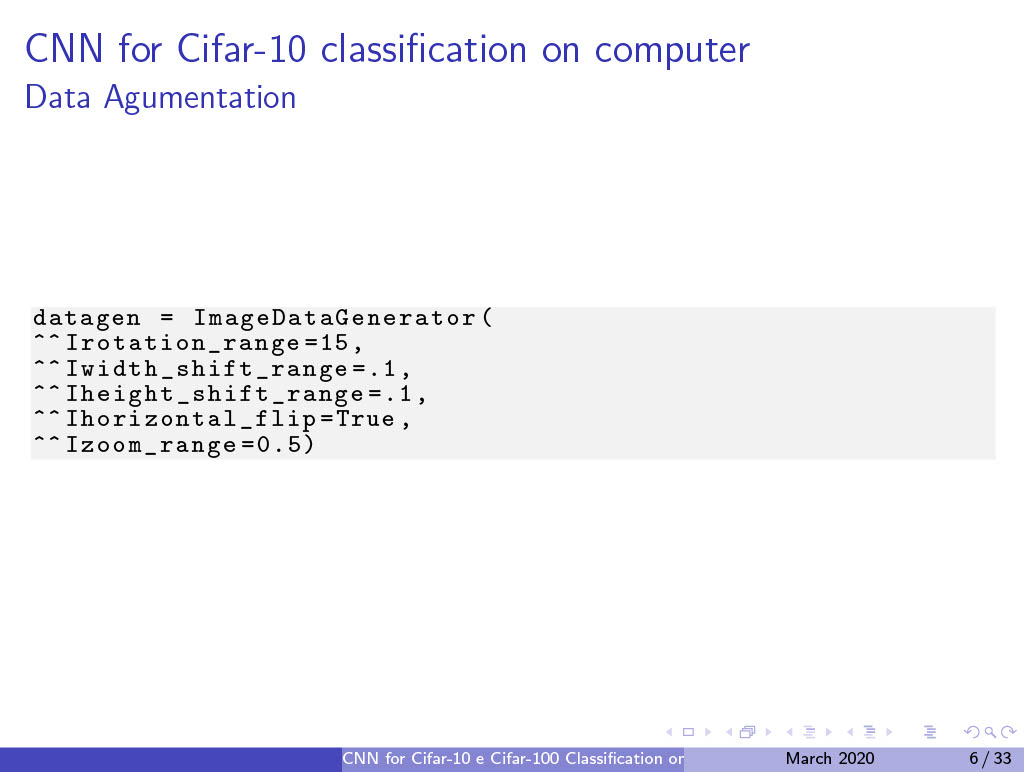 CNN for Cifar-10 classification on computer
Data Agumentation
datagen = ImageDataGenerator(
^^Irotation_range=15,
^^Iwidth_shift_range=.1,
^^Iheight_shift_range=.1,
^^Ihorizontal_flip=True,
^^Izoom_range=0.5)
CNN for Cifar-10 e Cifar-100 Classification or March 2020 6 / 33